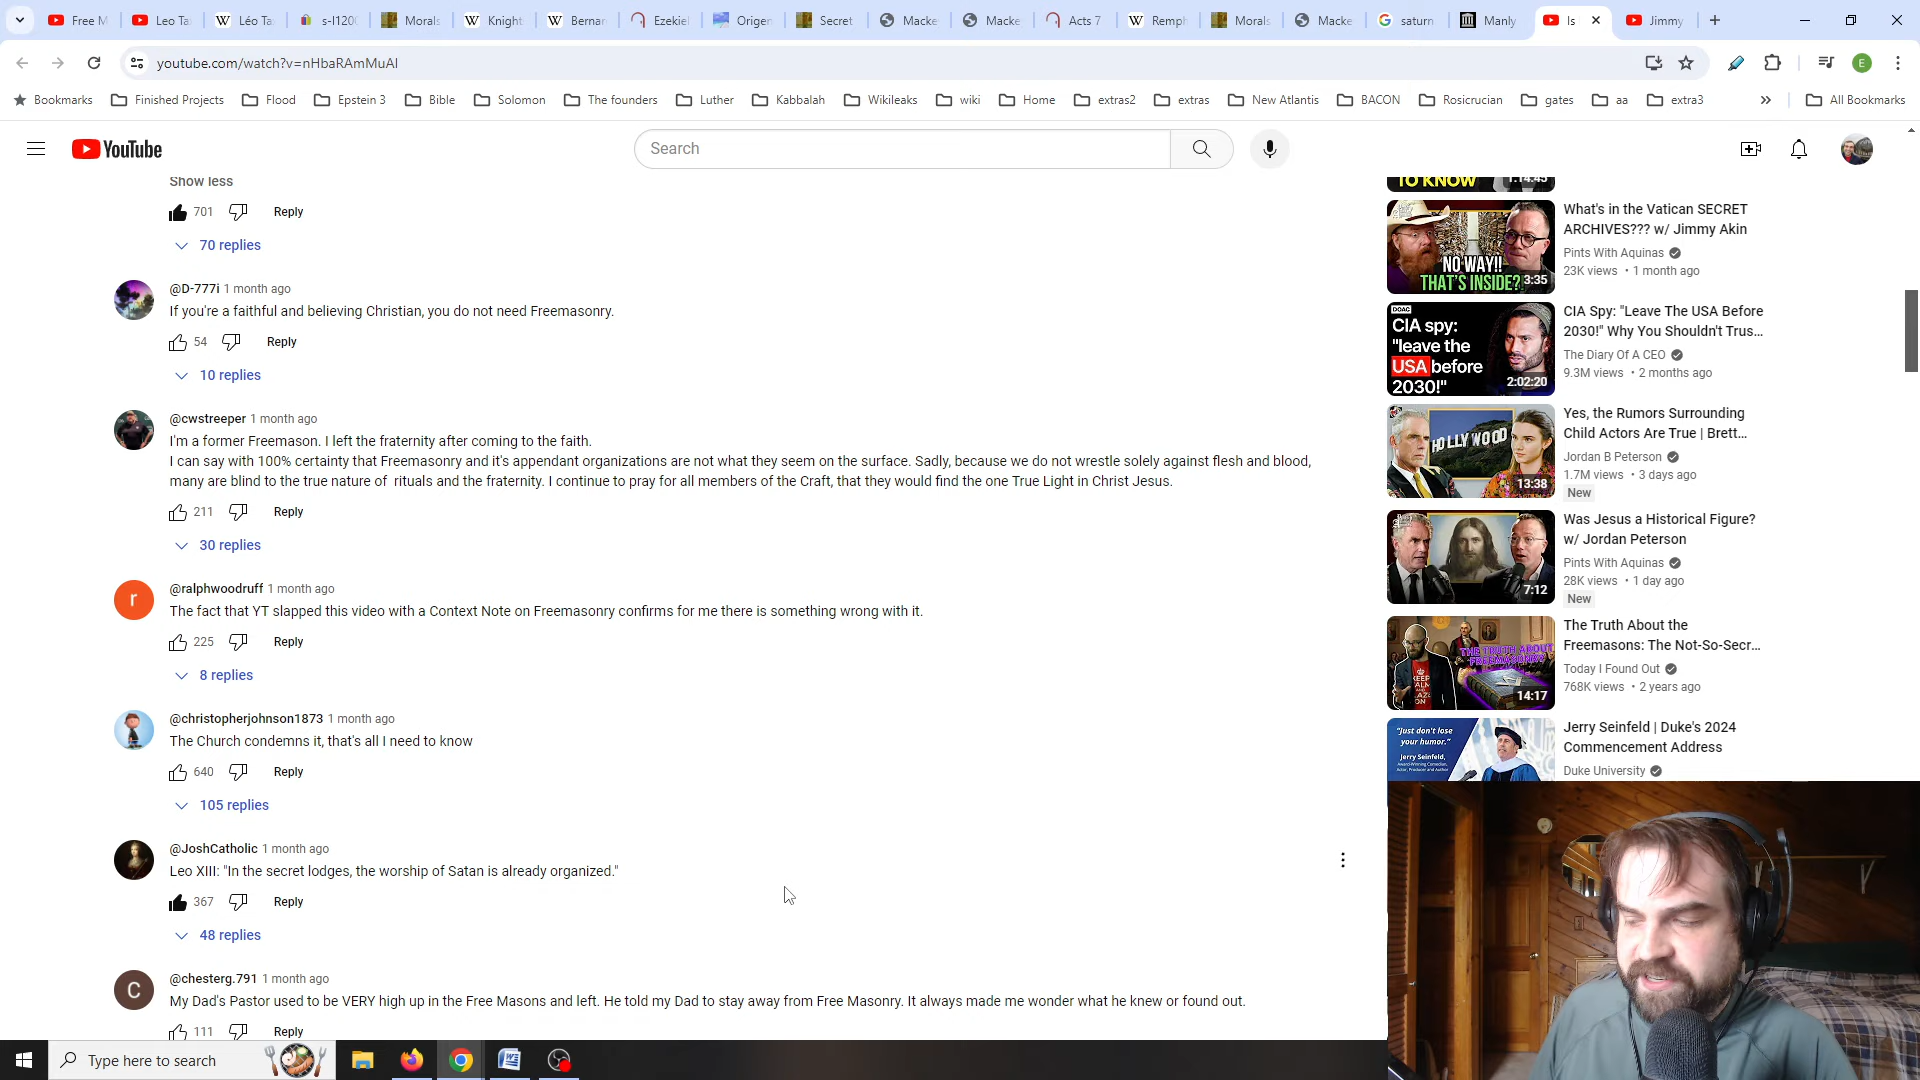 Free M
Leo Ta
Léo Ta
s-l120
Morals
Knight
Bernar
Ezekiel
Origen
Secret
Macke
Macke
Acts 7
Remph
Morals
Macke
saturn
Manly
Is
Jimmy
youtube.com/watch?v=nHbaRAmMuAI
E
Bookmarks
Finished Projects
Flood
Epstein 3
Bible
Solomon
The founders
Luther
Kabbalah
Wikileaks
wiki
Home
extras2
extras
New Atlantis
BACON
Rosicrucian
gates
aa
extra3
All Bookmarks
YouTube
Search
Show less
701 Reply
70 replies
@D-777i 1 month ago
If you're a faithful and believing Christian, you do not need Freemasonry.
54 Reply
10 replies
@cwstreeper 1 month ago
I'm a former Freemason. I left the fraternity after coming to the faith.
I can say with 100% certainty that Freemasonry and it's appendant organizations are not what they seem on the surface. Sadly, because we do not wrestle solely against flesh and blood,
many are blind to the true nature of rituals and the fraternity. I continue to pray for all members of the Craft, that they would find the one True Light in Christ Jesus.
211 Reply
30 replies
r
@ralphwoodruff 1 month ago
The fact that YT slapped this video with a Context Note on Freemasonry confirms for me there is something wrong with it.
225 Reply
8 replies
@christopherjohnson1873 1 month ago
The Church condemns it, that's all I need to know
640 Reply
105 replies
@JoshCatholic 1 month ago
Leo XIII: "In the secret lodges, the worship of Satan is already organized."
367 Reply
48 replies
C
@chesterg.791 1 month ago
My Dad's Pastor used to be VERY high up in the Free Masons and left. He told my Dad to stay away from Free Masonry. It always made me wonder what he knew or found out.
111 Reply
TO KNOW
1:14:45
NO WAY!!
THAT'S INSIDE?
3:35
What's in the Vatican SECRET
ARCHIVES??? w/ Jimmy Akin
Pints With Aquinas
23K views • 1 month ago
DOAC
CIA spy:
"leave the
USA before
2030!"
2:02:20
CIA Spy: "Leave The USA Before
2030!" Why You Shouldn't Trus...
The Diary Of A CEO
9.3M views • 2 months ago
HOLLYWOOD
13:38
Yes, the Rumors Surrounding
Child Actors Are True | Brett...
Jordan B Peterson
1.7M views • 3 days ago
New
7:12
Was Jesus a Historical Figure?
w/ Jordan Peterson
Pints With Aquinas
28K views • 1 day ago
New
THE TRUTH ABOUT
FREEMASONRY
KEEP
14:17
The Truth About the
Freemasons: The Not-So-Secr...
Today I Found Out
768K views • 2 years ago
"Just don't lose
your humor."
Jerry Seinfeld,
Jerry Seinfeld | Duke's 2024
Commencement Address
Duke University
Type here to search